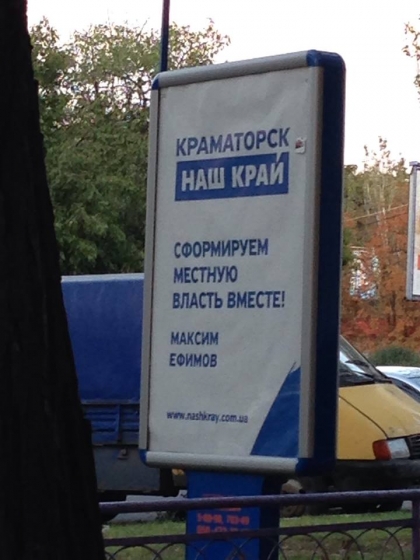 КРАМАТОРСК
НАШ КРАЙ
СФОРМИРУЕМ
МЕСТНУЮ
ВЛАСТЬ ВМЕСТЕ!
МАКСИМ
ЕФИМОВ
www.nashkray.com.ua